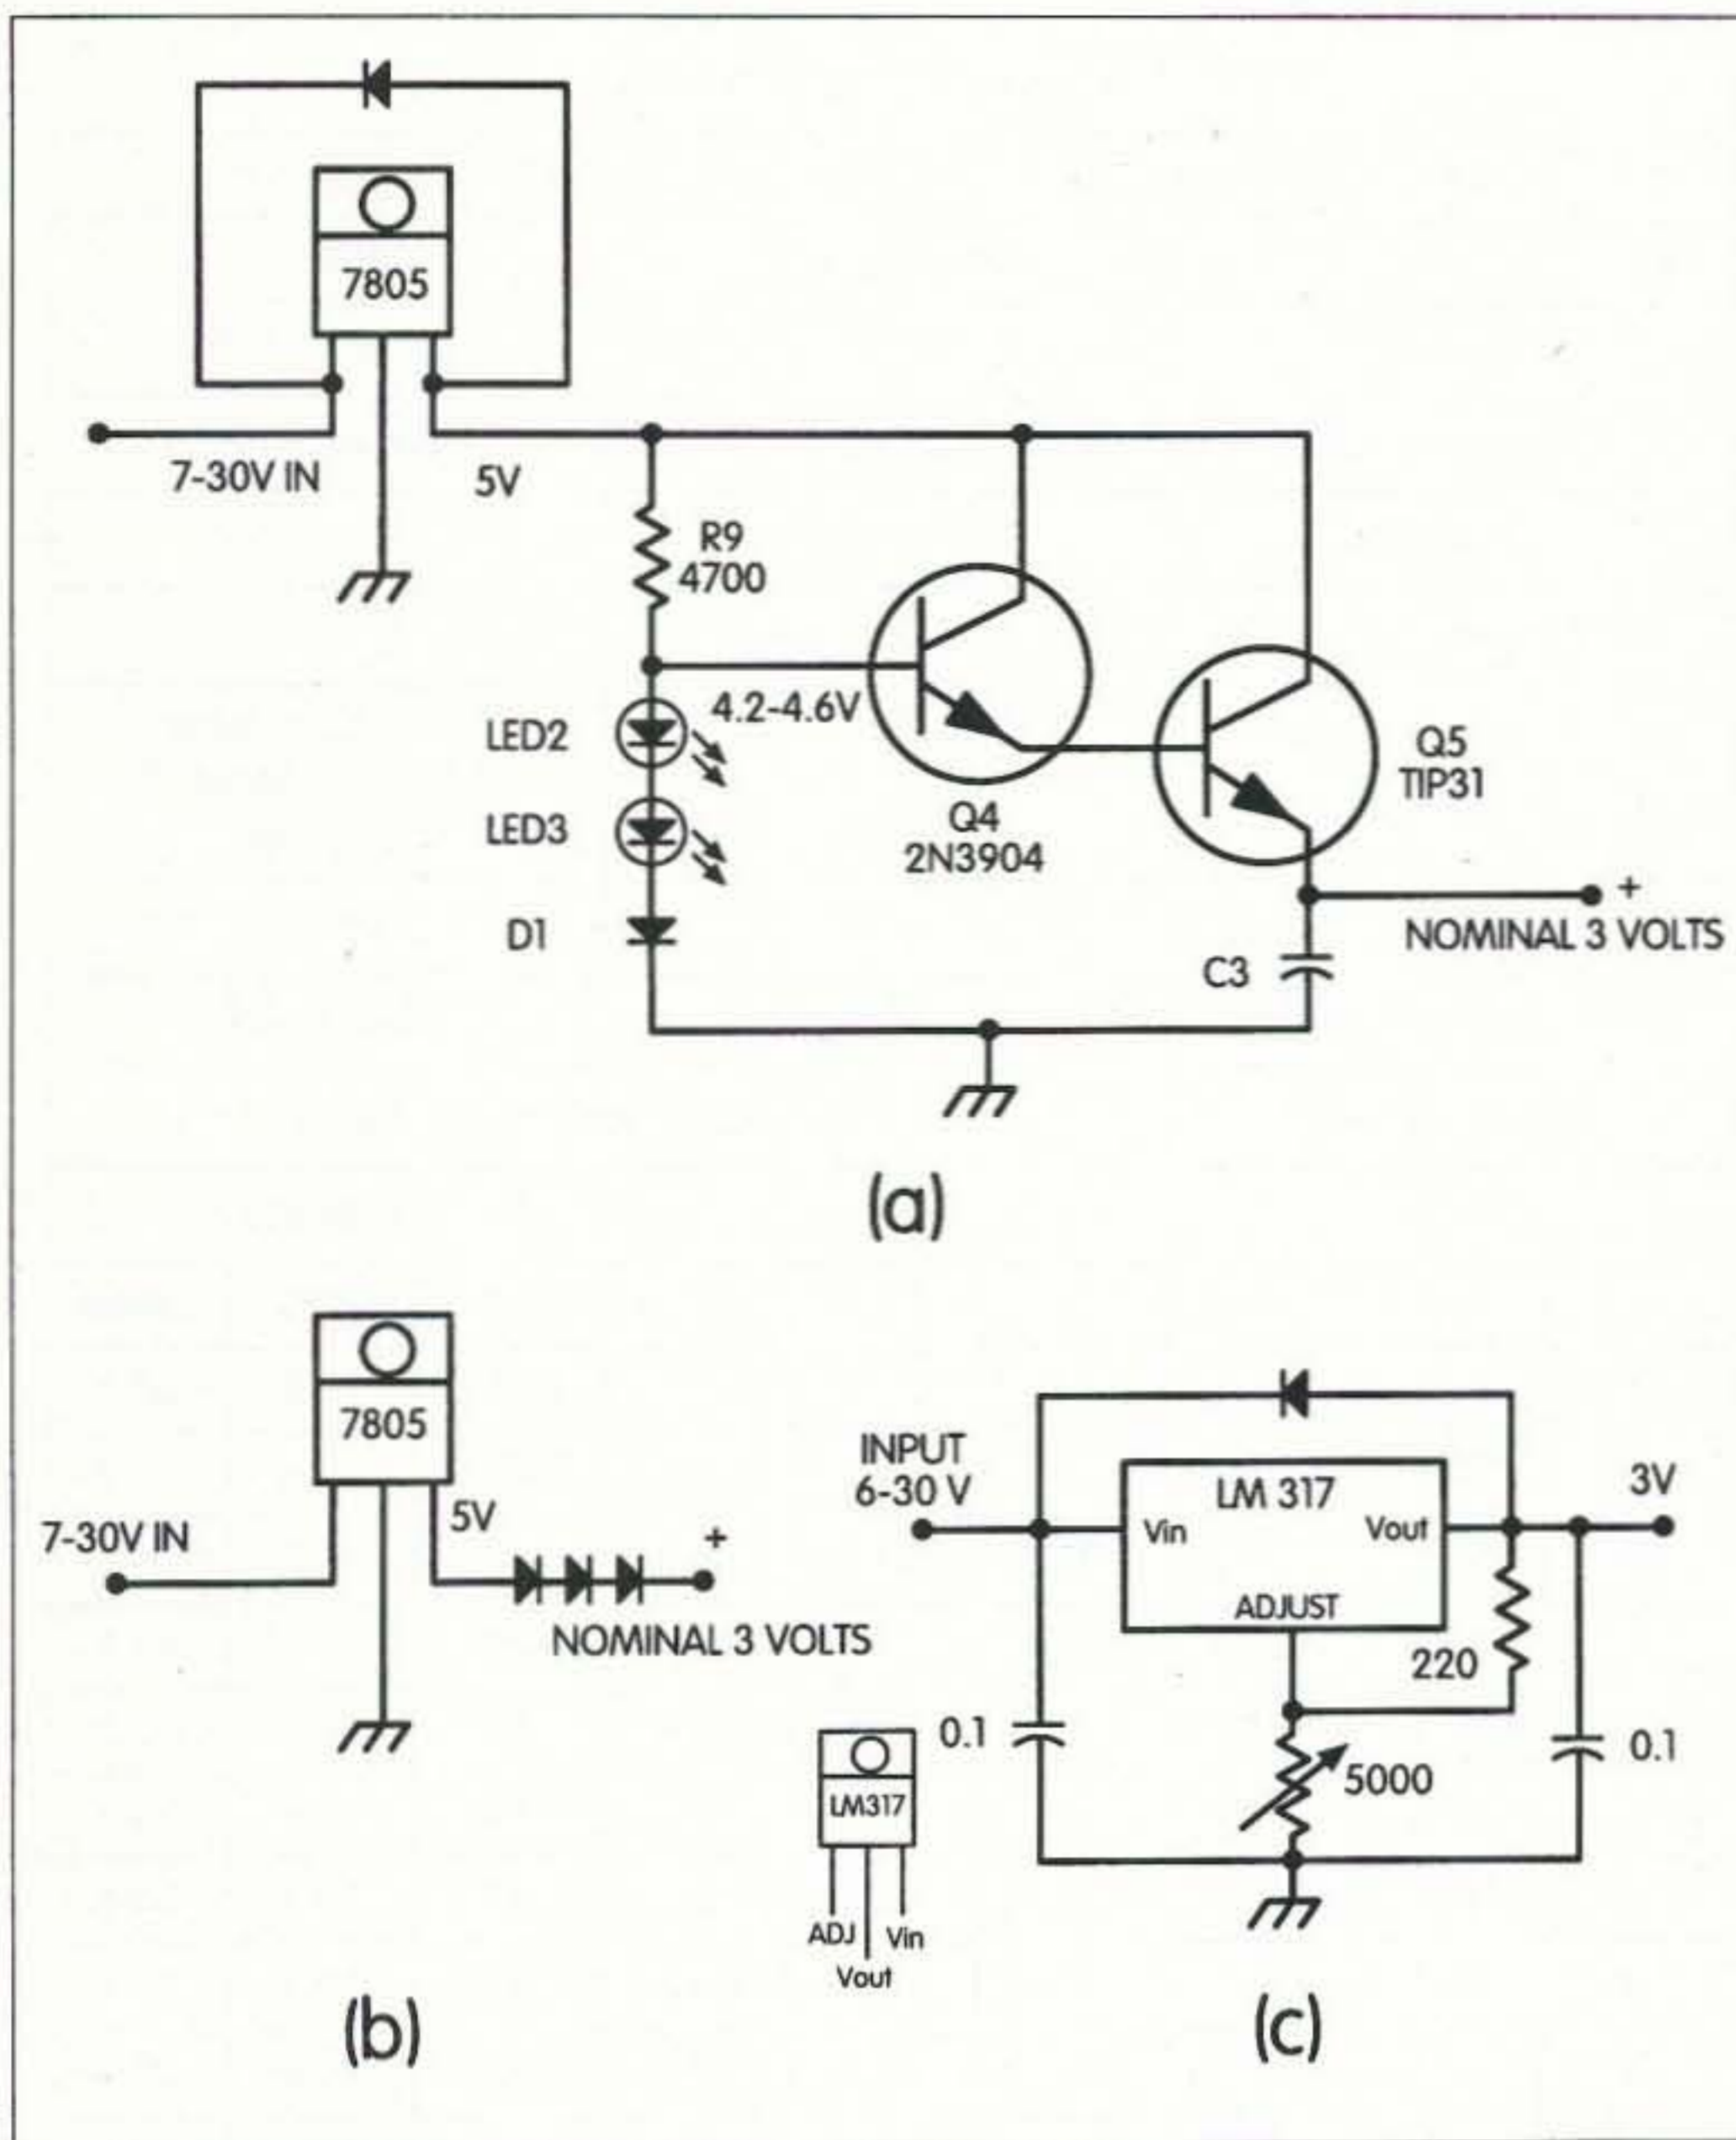 7805
7-30V IN
5V
R9
4700
4.2-4.6V
LED2
LED3
D1
Q4
2N3904
Q5
TIP31
+
NOMINAL 3 VOLTS
C3
(a)
7805
7-30V IN
5V
+
NOMINAL 3 VOLTS
(b)
INPUT
6-30 V
LM 317
Vin
Vout
ADJUST
3V
220
0.1
5000
0.1
LM317
ADJ
Vin
Vout
(c)